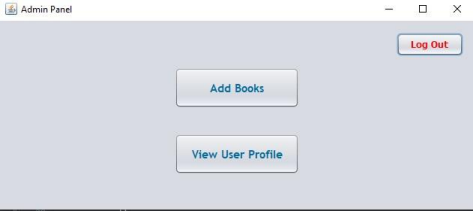 Admin Panel
Log Out
Add Books
View User Profile